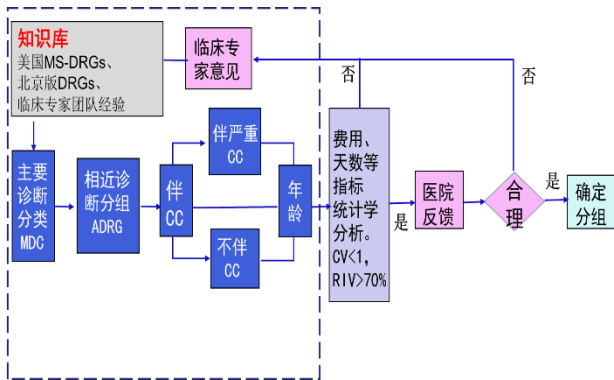 知识库
美国MS-DRGs、
北京版DRGs、
临床专家团队经验
临床专
家意见
否
否
主要
诊断
分类
MDC
相近诊
断分组
ADRG
伴
CC
伴严重
CC
不伴
CC
年
龄
费用、
天数等
指标
统计学
分析。
CV<1,
RIV>70%
是
医院
反馈
合
理
是
确定
分组